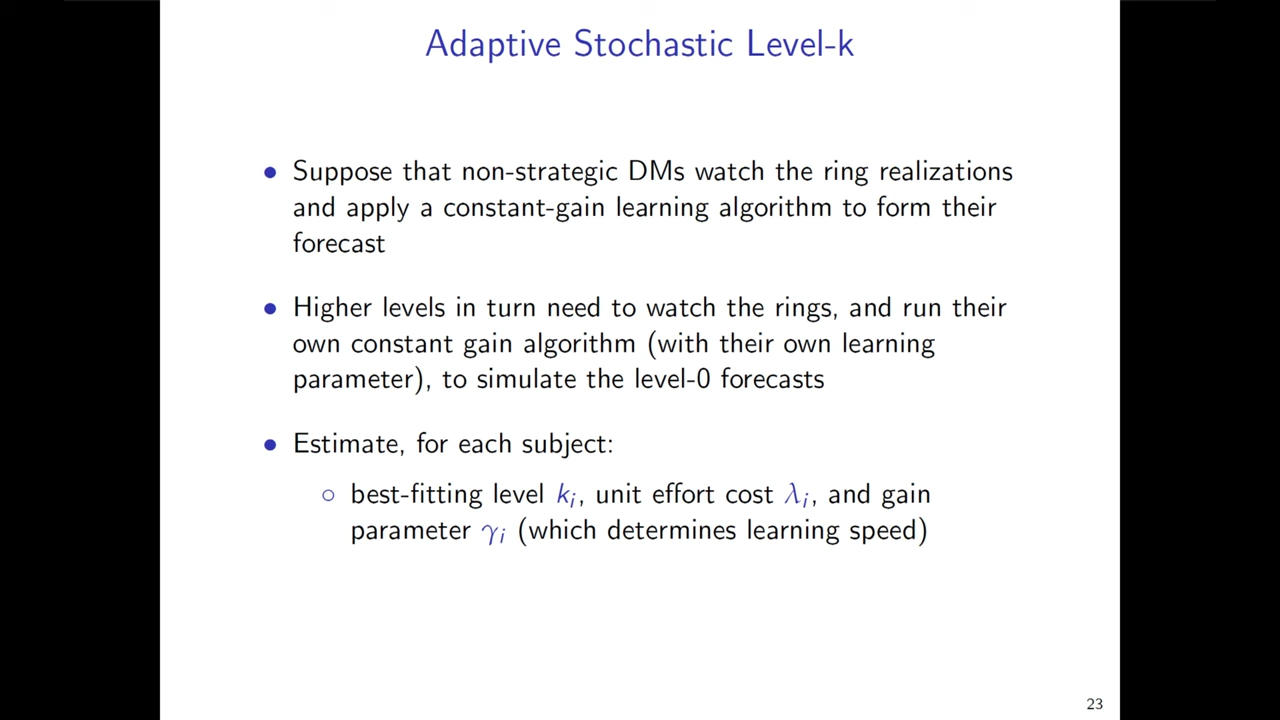 Adaptive Stochastic Level-k
• Suppose that non-strategic DMs watch the ring realizations
and apply a constant-gain learning algorithm to form their
forecast
• Higher levels in turn need to watch the rings, and run their
own constant gain algorithm (with their own learning
parameter), to simulate the level-0 forecasts
• Estimate, for each subject:
○ best-fitting level kᵢ, unit effort cost λᵢ, and gain
parameter γᵢ (which determines learning speed)
23